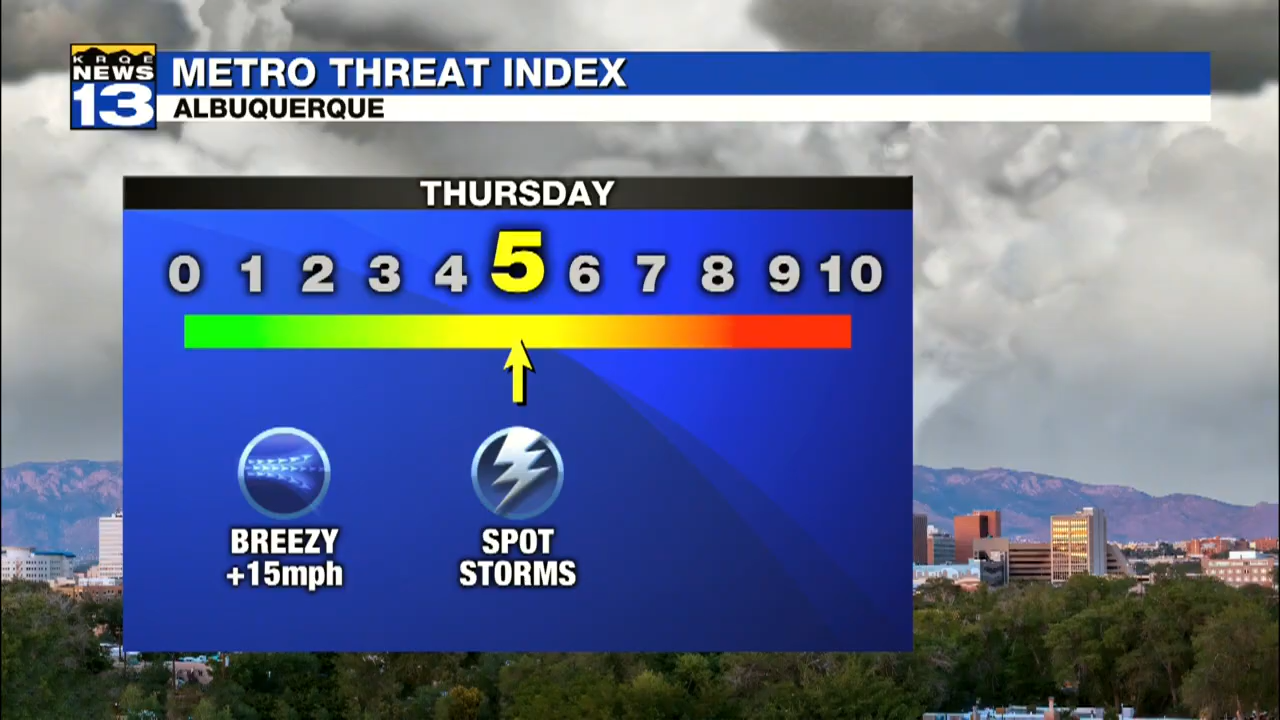 KRQE
NEWS
13
METRO THREAT INDEX
ALBUQUERQUE
THURSDAY
0 1 2 3 4 5 6 7 8 9 10
BREEZY
+15mph
SPOT
STORMS